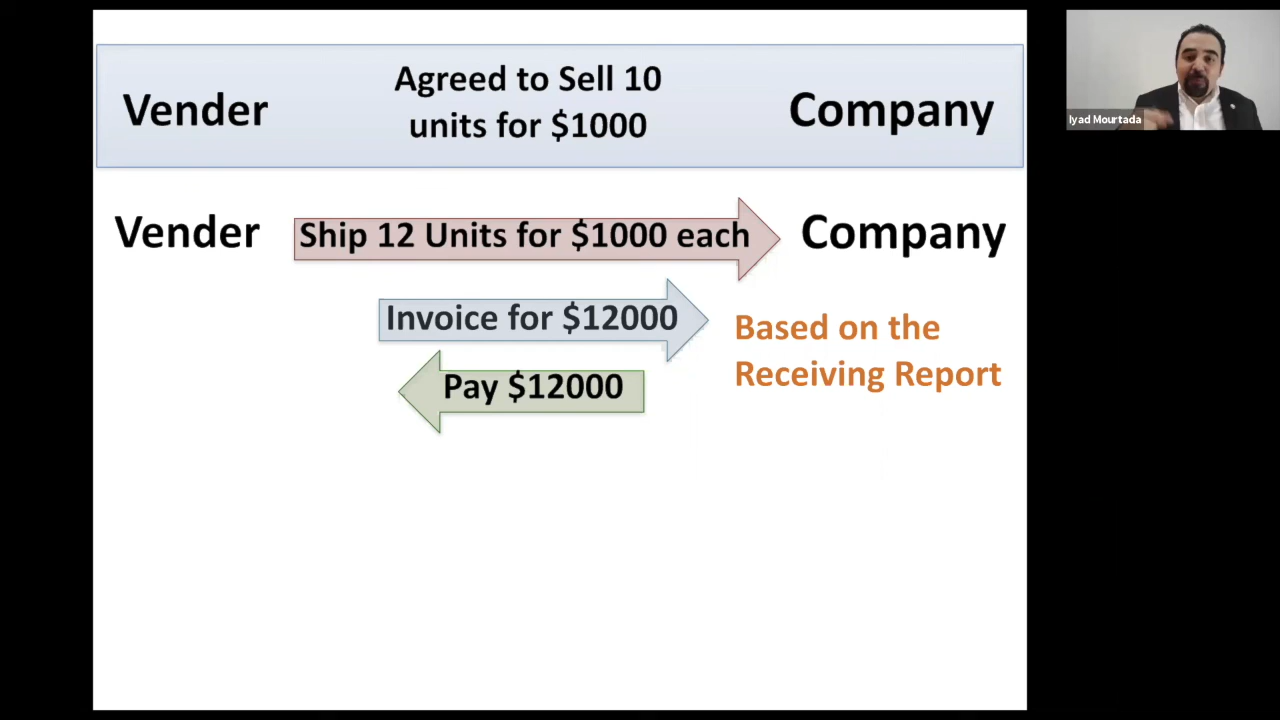 Agreed to Sell 10
units for $1000
Vender
Company
Vender
Ship 12 Units for $1000 each
Company
Invoice for $12000
Based on the
Receiving Report
Pay $12000
Iyad Mourtada